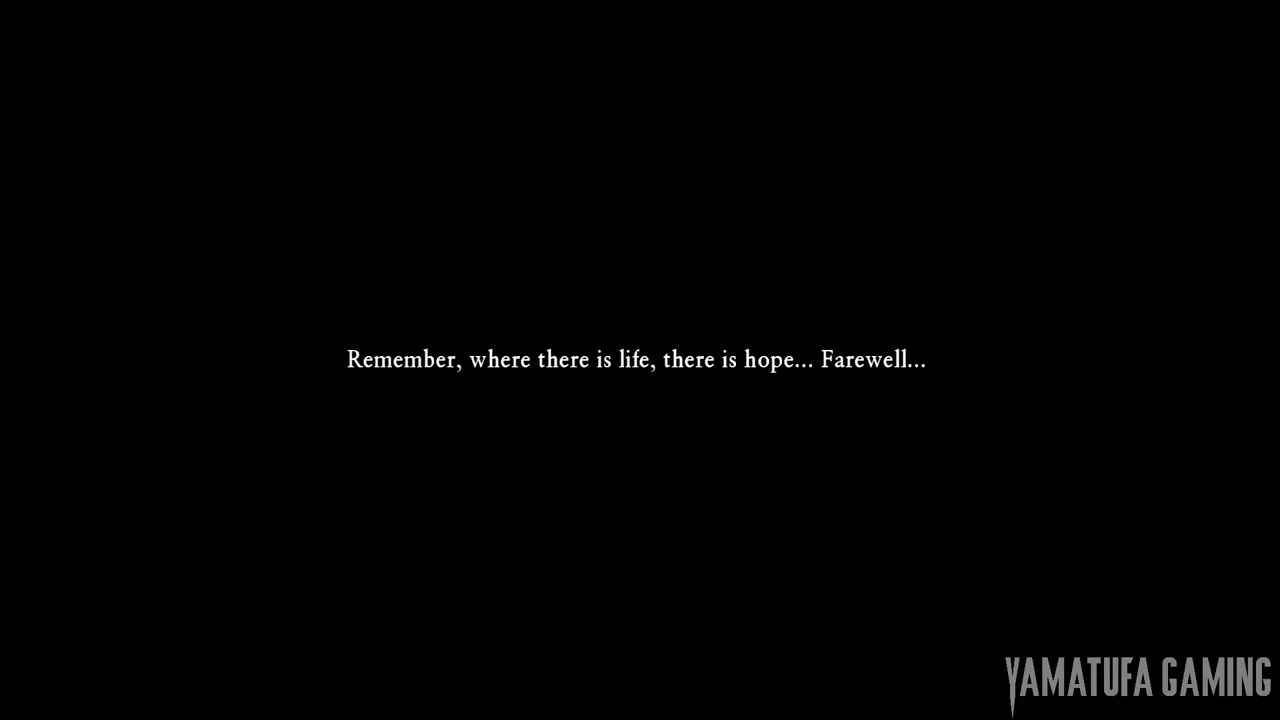 Remember, where there is life, there is hope... Farewell...
YAMATUFA GAMING